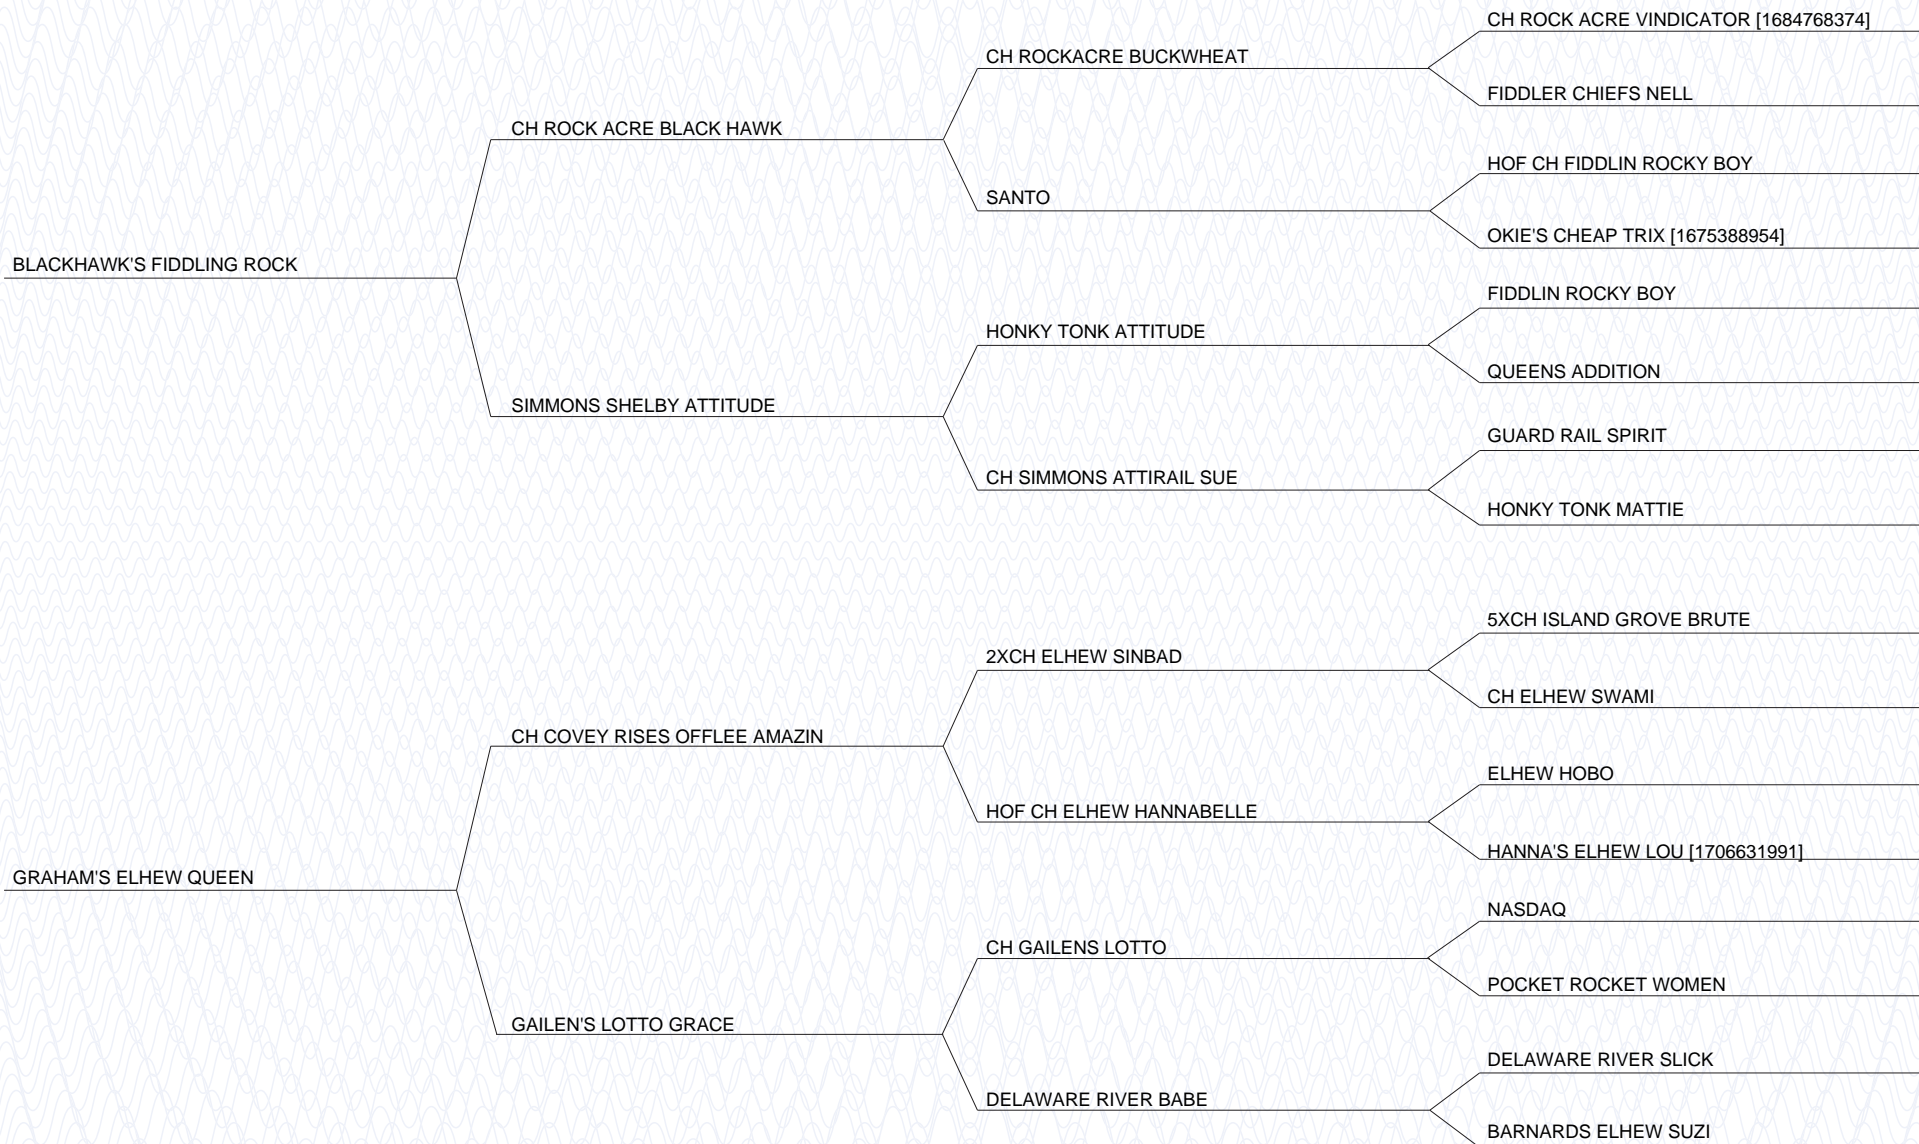 CH ROCK ACRE VINDICATOR [1684768374]
CH ROCKACRE BUCKWHEAT
FIDDLER CHIEFS NELL
CH ROCK ACRE BLACK HAWK
HOF CH FIDDLIN ROCKY BOY
SANTO
OKIE'S CHEAP TRIX [1675388954]
BLACKHAWK'S FIDDLING ROCK
FIDDLIN ROCKY BOY
HONKY TONK ATTITUDE
QUEENS ADDITION
SIMMONS SHELBY ATTITUDE
GUARD RAIL SPIRIT
CH SIMMONS ATTIRAIL SUE
HONKY TONK MATTIE
5XCH ISLAND GROVE BRUTE
2XCH ELHEW SINBAD
CH ELHEW SWAMI
CH COVEY RISES OFFLEE AMAZIN
ELHEW HOBO
HOF CH ELHEW HANNABELLE
HANNA'S ELHEW LOU [1706631991]
GRAHAM'S ELHEW QUEEN
NASDAQ
CH GAILENS LOTTO
POCKET ROCKET WOMEN
GAILEN'S LOTTO GRACE
DELAWARE RIVER SLICK
DELAWARE RIVER BABE
BARNARDS ELHEW SUZI